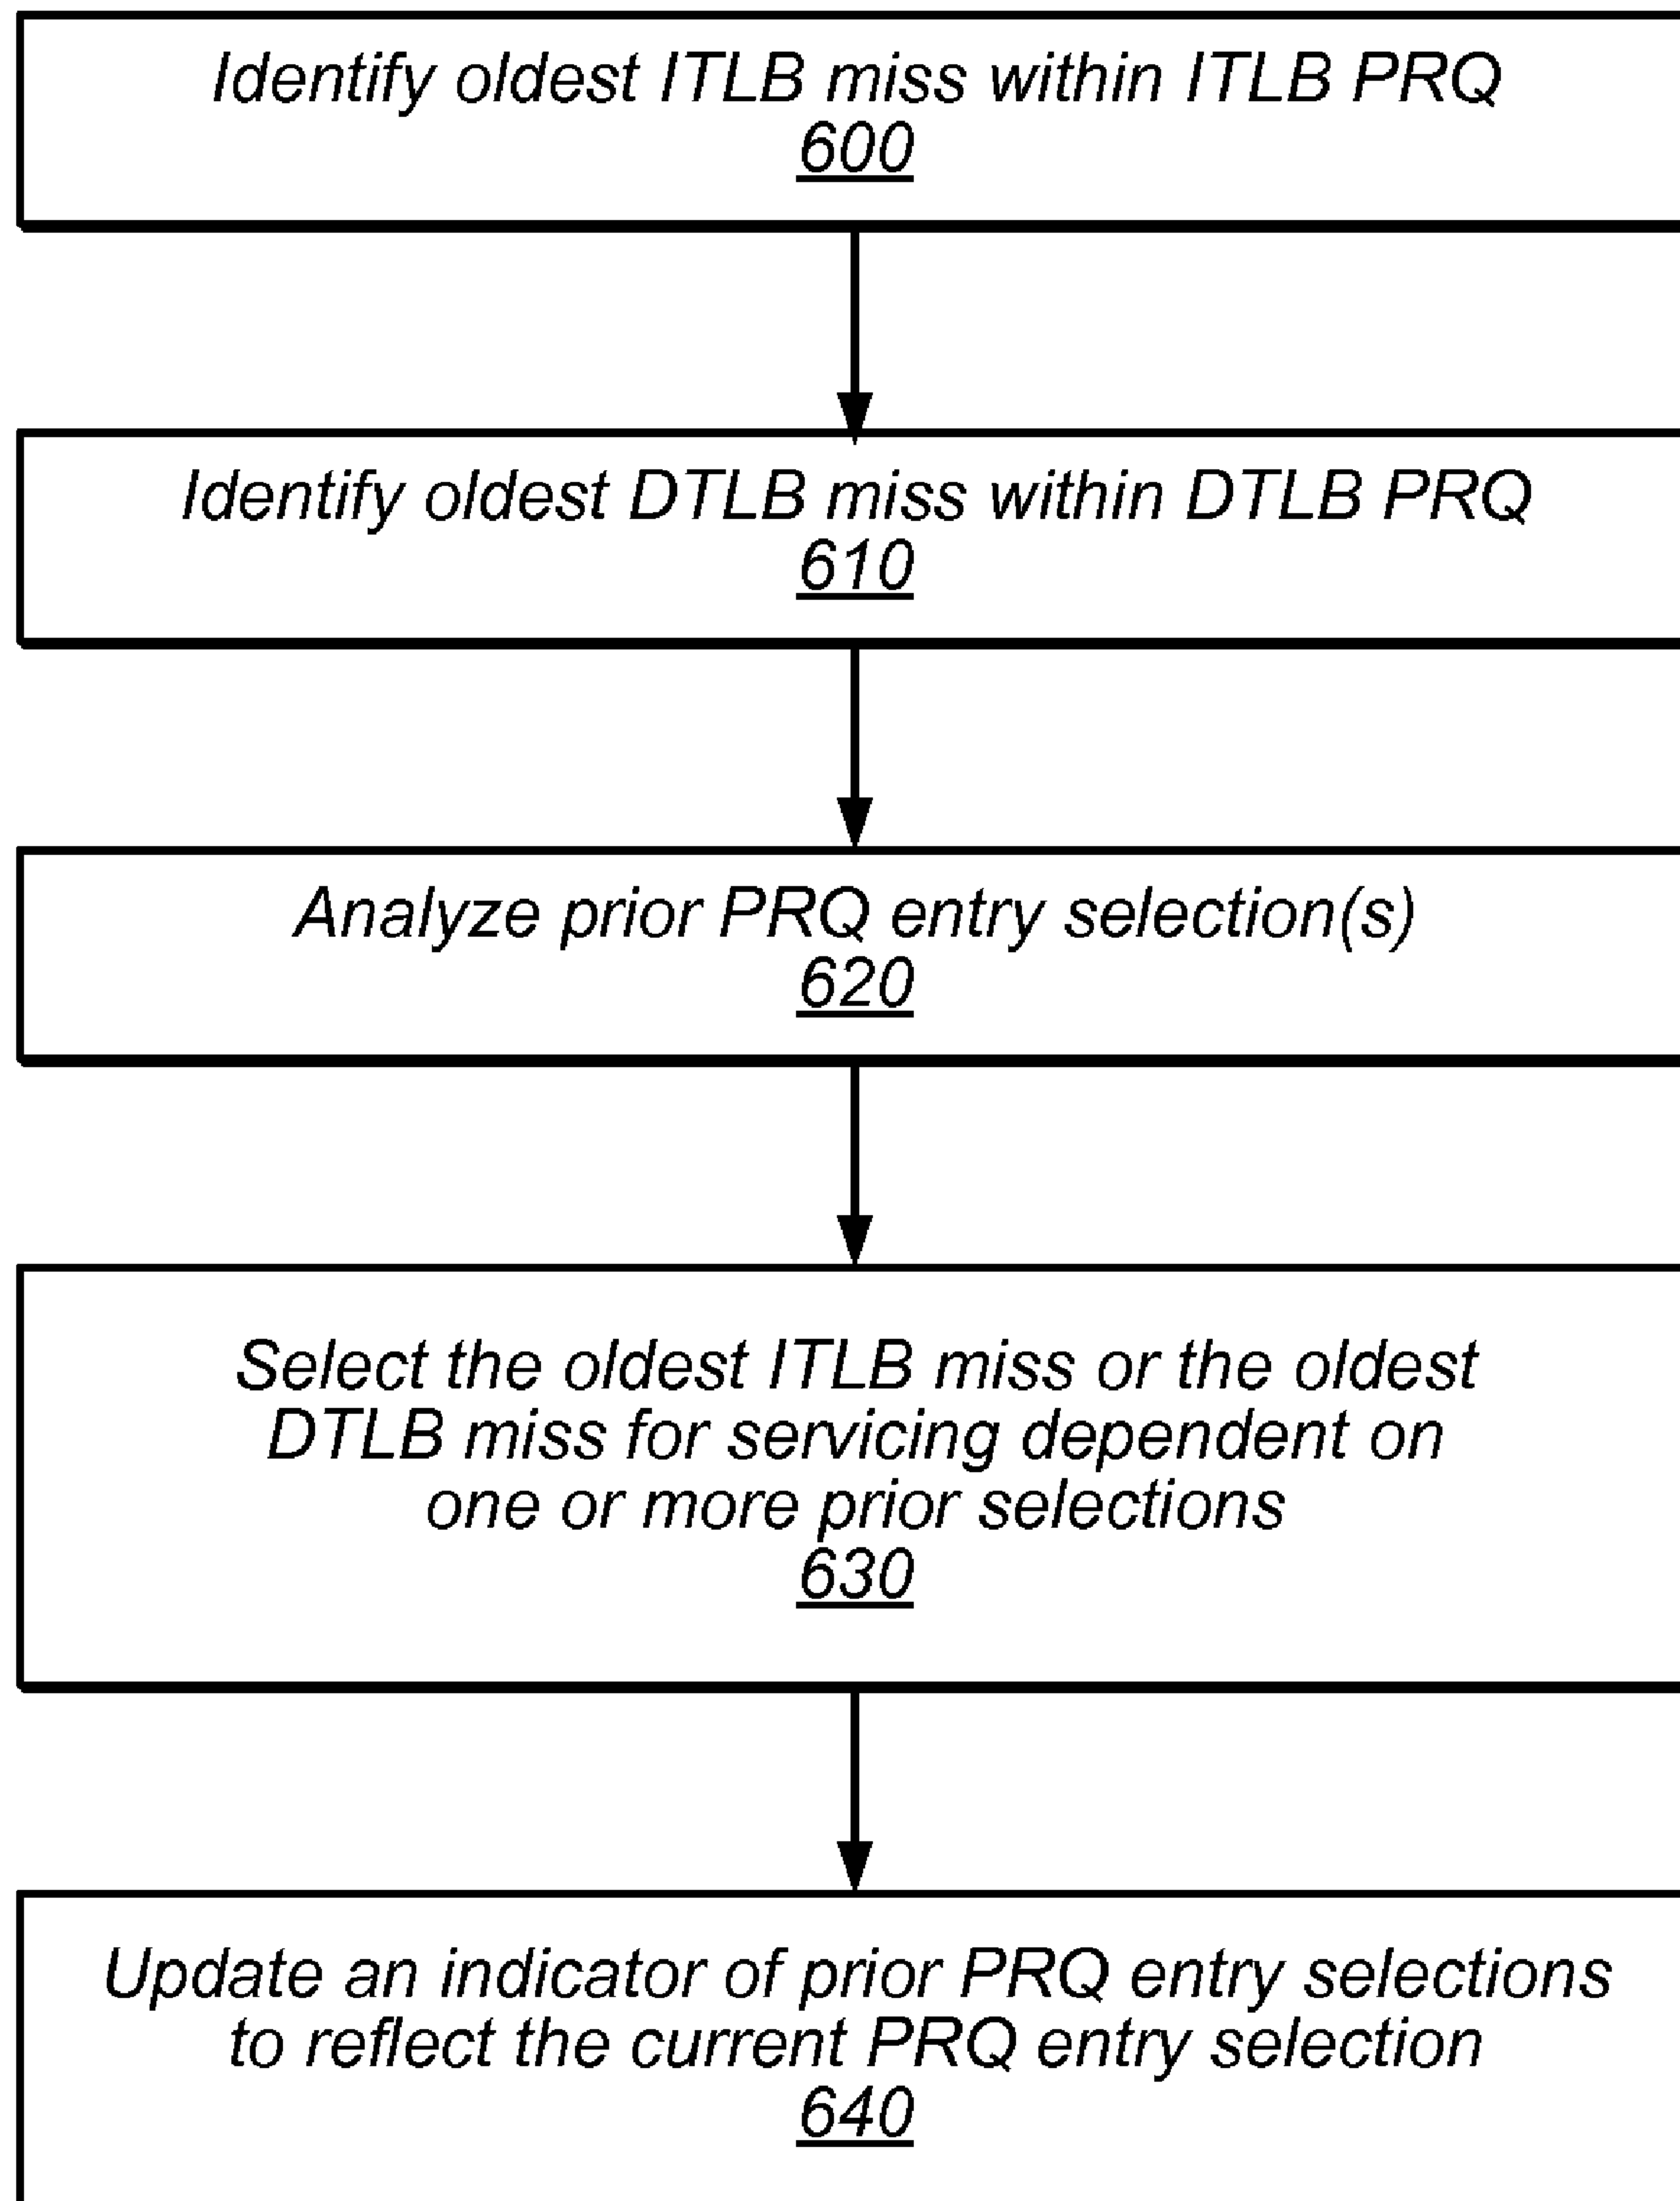 Identify oldest ITLB miss within ITLB PRQ
600
Identify oldest DTLB miss within DTLB PRQ
610
Analyze prior PRQ entry selection(s)
620
Select the oldest ITLB miss or the oldest
DTLB miss for servicing dependent on
one or more prior selections
630
Update an indicator of prior PRQ entry selections
to reflect the current PRQ entry selection
640